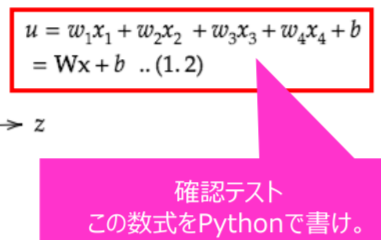 u = w₁x₁ + w₂x₂ + w₃x₃ + w₄x₄ + b
= Wx + b ..(1.2)
→ z
確認テスト
この数式をPythonで書け。